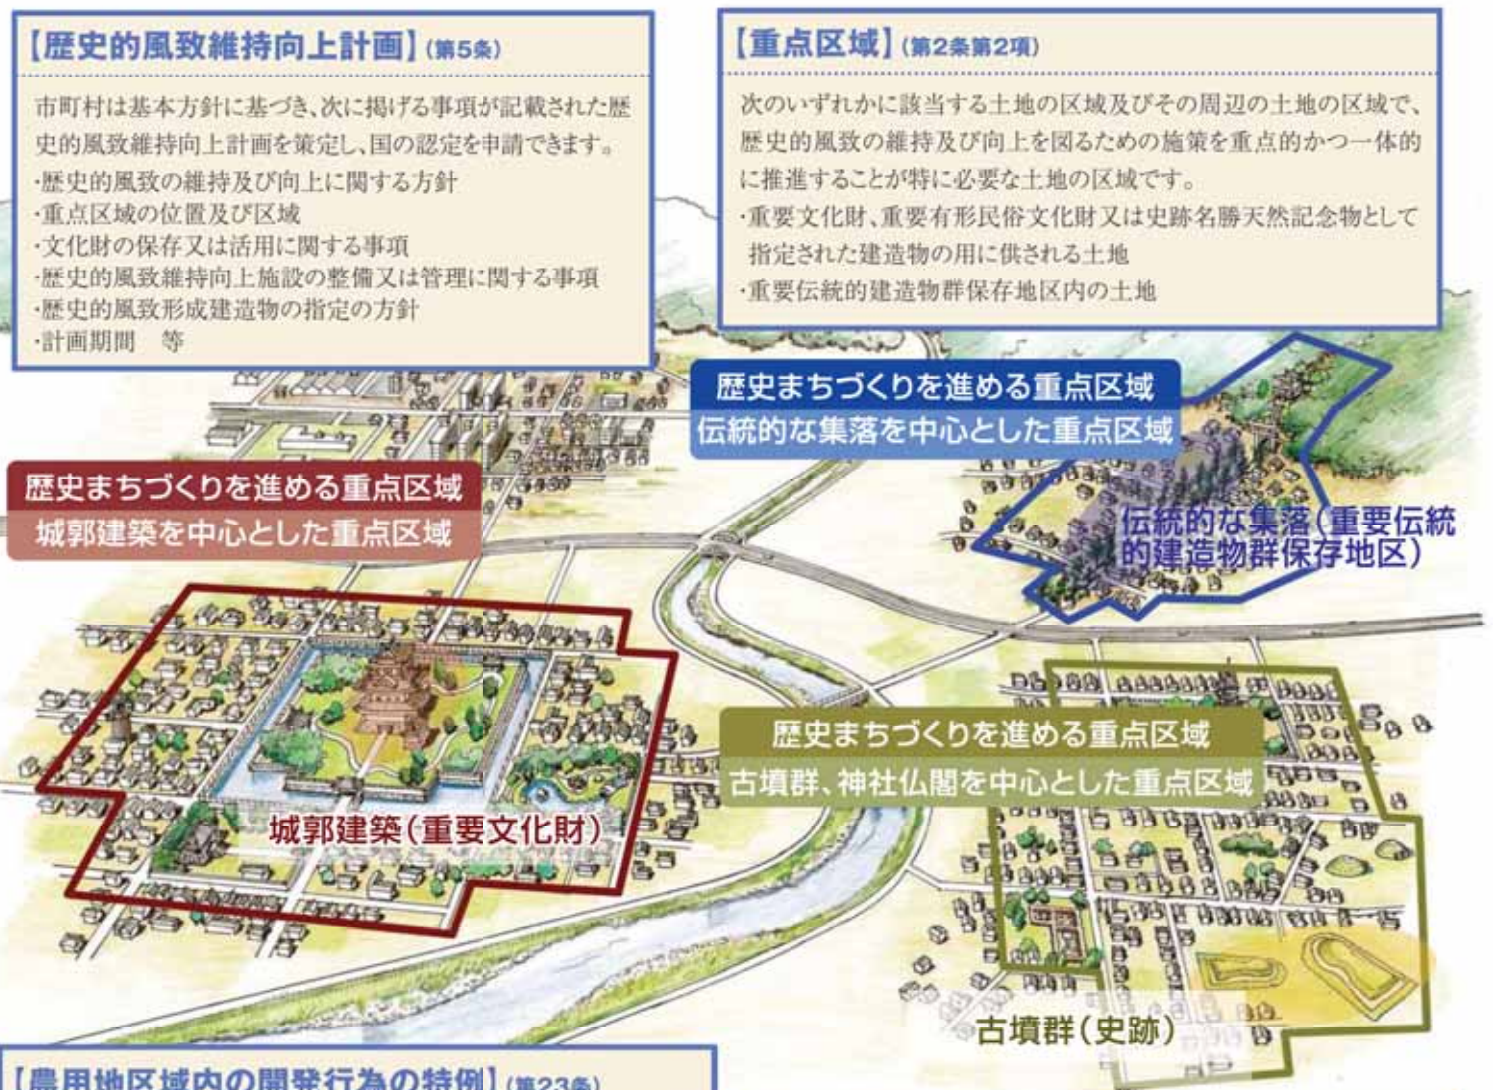 【歴史的風致維持向上計画】(第5条)
市町村は基本方針に基づき、次に掲げる事項が記載された歴
史的風致維持向上計画を策定し、国の認定を申請できます。
・歴史的風致の維持及び向上に関する方針
・重点区域の位置及び区域
・文化財の保存又は活用に関する事項
・歴史的風致維持向上施設の整備又は管理に関する事項
・歴史的風致形成建造物の指定の方針
・計画期間　等
【重点区域】(第2条第2項)
次のいずれかに該当する土地の区域及びその周辺の土地の区域で、
歴史的風致の維持及び向上を図るための施策を重点的かつ一体的
に推進することが特に必要な土地の区域です。
・重要文化財、重要有形民俗文化財又は史跡名勝天然記念物として
指定された建造物の用に供される土地
・重要伝統的建造物群保存地区内の土地
歴史まちづくりを進める重点区域
伝統的な集落を中心とした重点区域
歴史まちづくりを進める重点区域
城郭建築を中心とした重点区域
伝統的な集落(重要伝統
的建造物群保存地区)
歴史まちづくりを進める重点区域
古墳群、神社仏閣を中心とした重点区域
城郭建築(重要文化財)
古墳群(史跡)
【農用地区域内の開発行為の特例】(第23条)